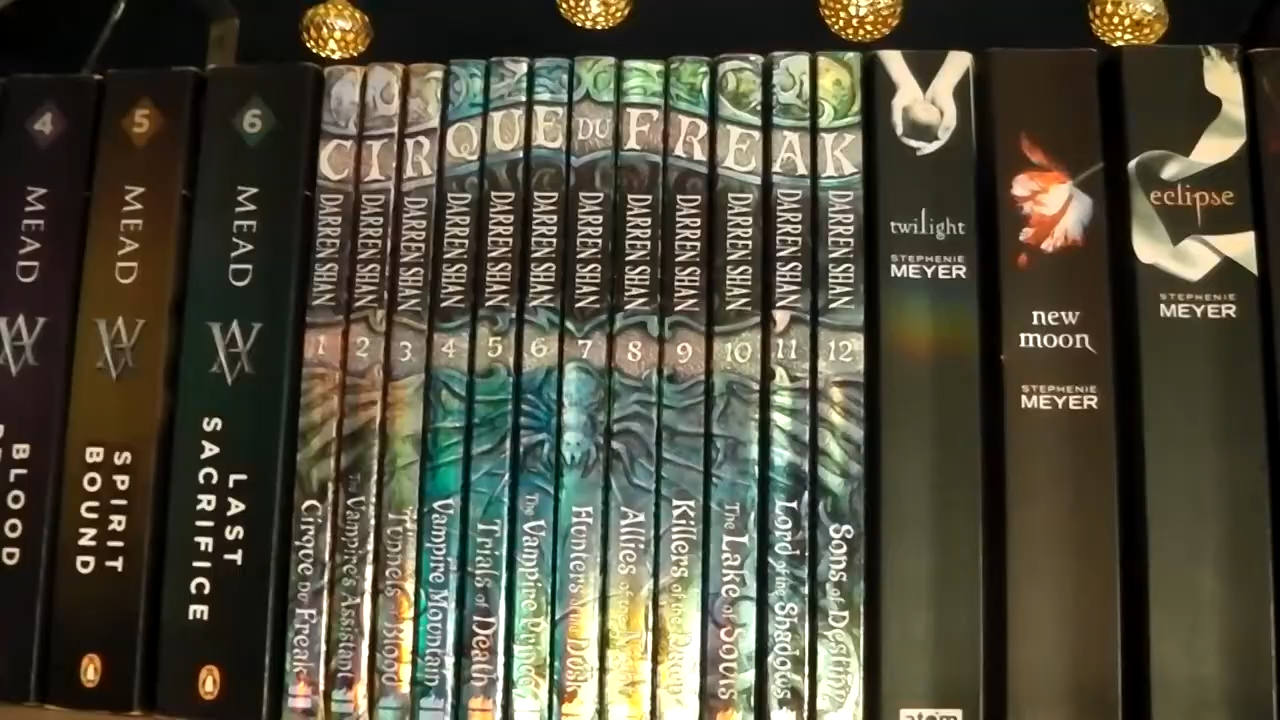 4
MEAD
VA
BLOOD
5
MEAD
VA
SPIRIT
BOUND
6
MEAD
VA
LAST
SACRIFICE
CIRQUE DU FREAK
DARREN SHAN
1
Cirque Du Freak
DARREN SHAN
2
The Vampire's Assistant
DARREN SHAN
3
Tunnels of Blood
DARREN SHAN
4
Vampire Mountain
DARREN SHAN
5
Trials of Death
DARREN SHAN
6
The Vampire Prince
DARREN SHAN
7
Hunters of the Dusk
DARREN SHAN
8
Allies of the
DARREN SHAN
9
Killers of the Dawn
DARREN SHAN
10
The Lake of Souls
DARREN SHAN
11
Lord of the Shadows
DARREN SHAN
12
Sons of Destiny
twilight
STEPHENIE
MEYER
atom
new
moon
STEPHENIE
MEYER
eclipse
STEPHENIE
MEYER